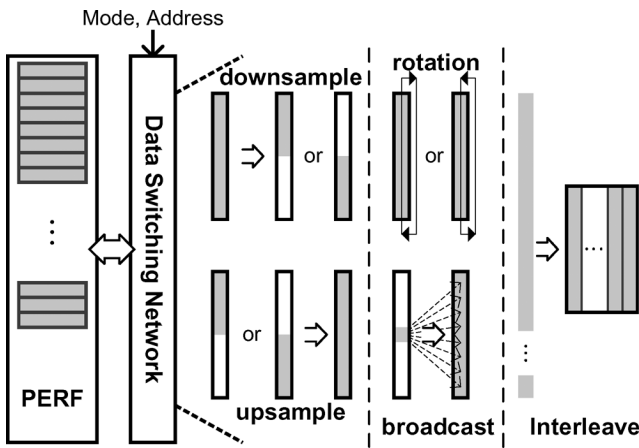 Mode, Address
downsample
rotation
or
or
Data Switching Network
...
...
or
...
PERF
upsample
broadcast
Interleave